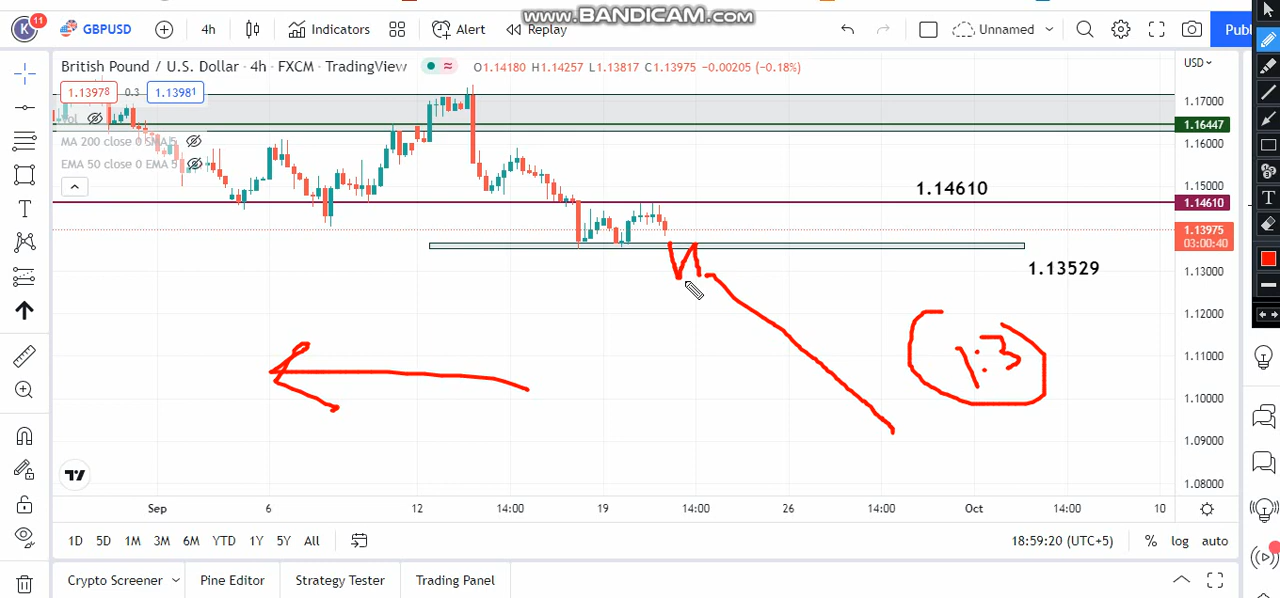 www.BANDICAM.com
K 11 GBPUSD 4h Indicators Alert Replay Unnamed Publ
British Pound / U.S. Dollar · 4h · FXCM · TradingView O1.14180 H1.14257 L1.13817 C1.13975 −0.00205 (−0.18%) USD
1.13978 0.3 1.13981
Vol
MA 200 close 0 SMA 5
EMA 50 close 0 EMA 5
1.17000
1.16447
1.16000
1.15000
1.14610
1.14610
1.13975
03:00:40
1.13529
1.13000
1.12000
1.11000
1.10000
1.09000
1.08000
1:3
Sep 6 12 14:00 19 14:00 26 14:00 Oct 14:00 10
1D 5D 1M 3M 6M YTD 1Y 5Y All 18:59:20 (UTC+5) % log auto
Crypto Screener Pine Editor Strategy Tester Trading Panel